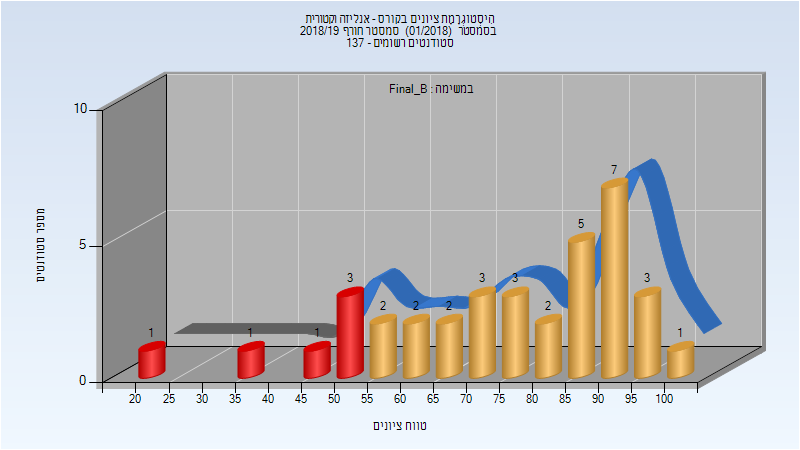 היסטוגרמת ציונים בקורס - אנליזה וקטורית
בסמסטר (01/2018) סמסטר חורף 2018/19
סטודנטים רשומים - 137
במשימה : Final_B
מספר סטודנטים
10
5
0
1
1
1
3
2
2
2
3
3
2
5
7
3
1
20 25 30 35 40 45 50 55 60 65 70 75 80 85 90 95 100
טווח ציונים